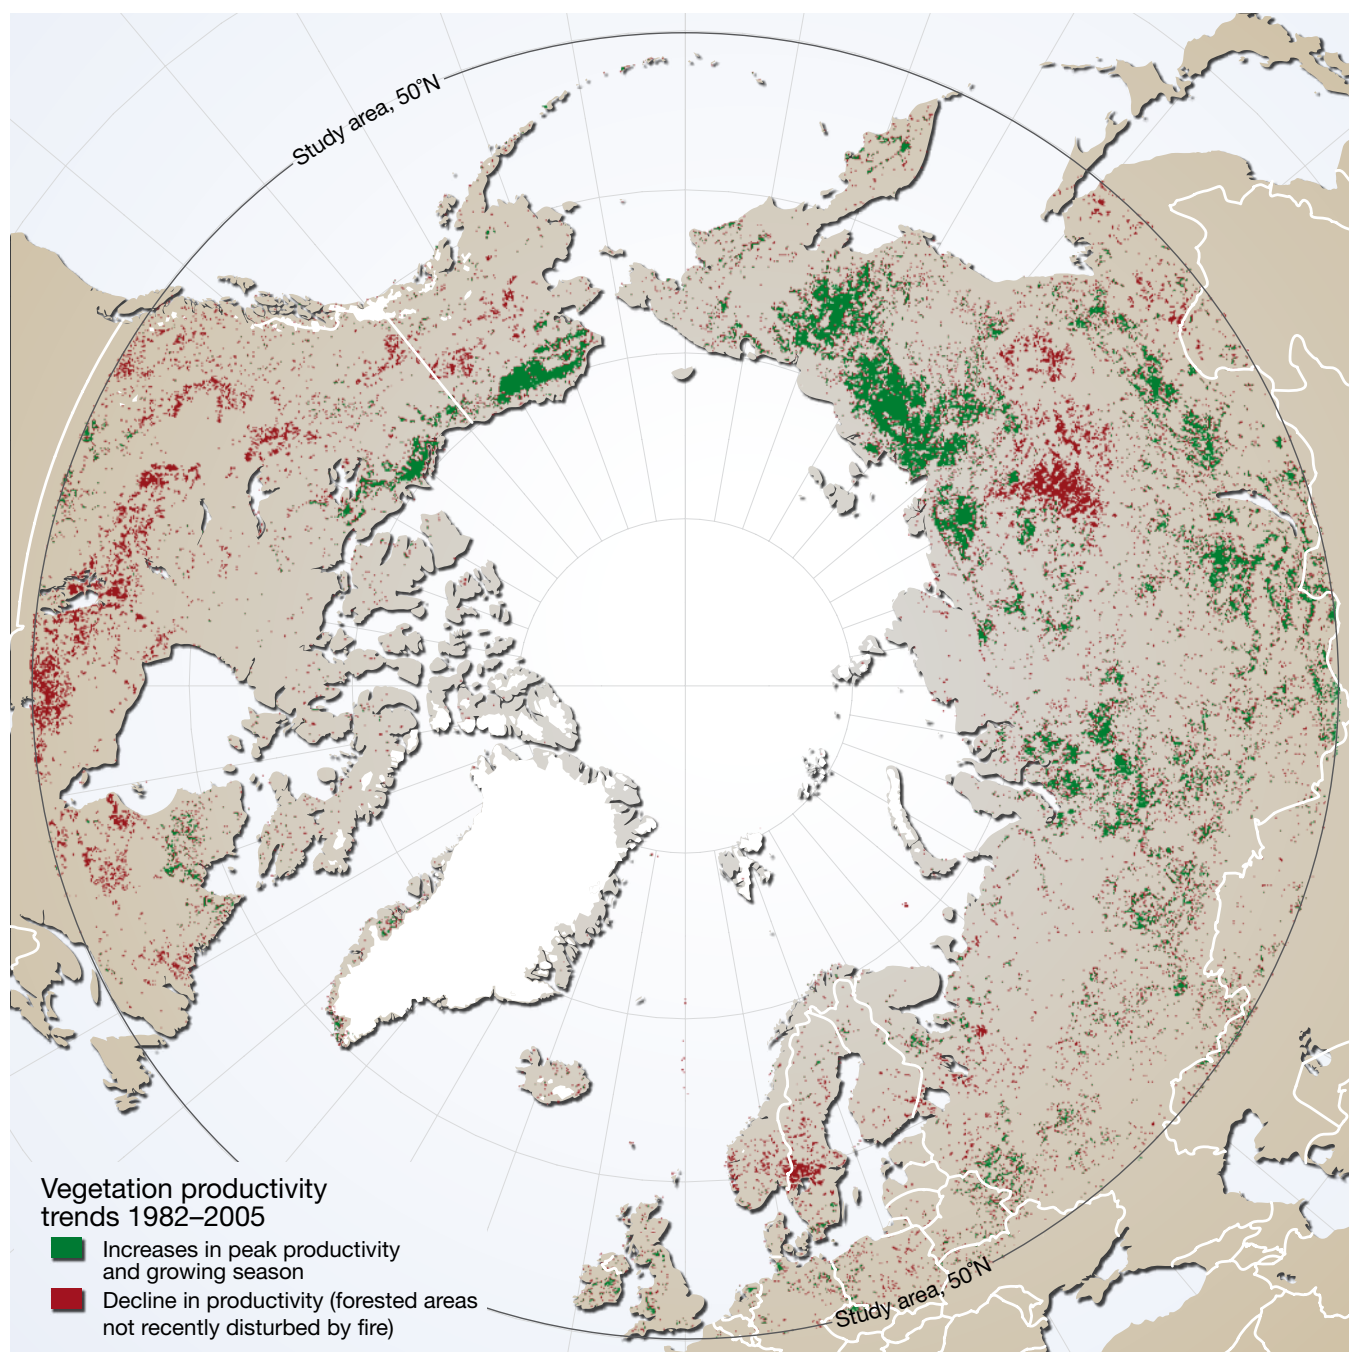 Study area, 50°N
Vegetation productivity
trends 1982–2005
Increases in peak productivity
and growing season
Decline in productivity (forested areas
not recently disturbed by fire)
Study area, 50°N